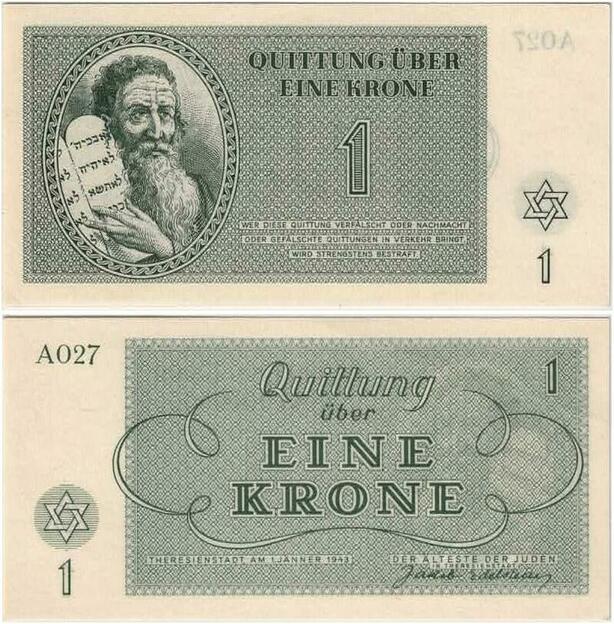 A027
QUITTUNG ÜBER
EINE KRONE
1
WER DIESE QUITTUNG VERFÄLSCHT ODER NACHMACHT
ODER GEFÄLSCHTE QUITTUNGEN IN VERKEHR BRINGT,
WIRD STRENGSTENS BESTRAFT.
1
A027
Quittung
über
EINE
KRONE
1
THERESIENSTADT, AM 1. JÄNNER 1943
DER ÄLTESTE DER JUDEN
IN THERESIENSTADT
Jakob Edelstein
1